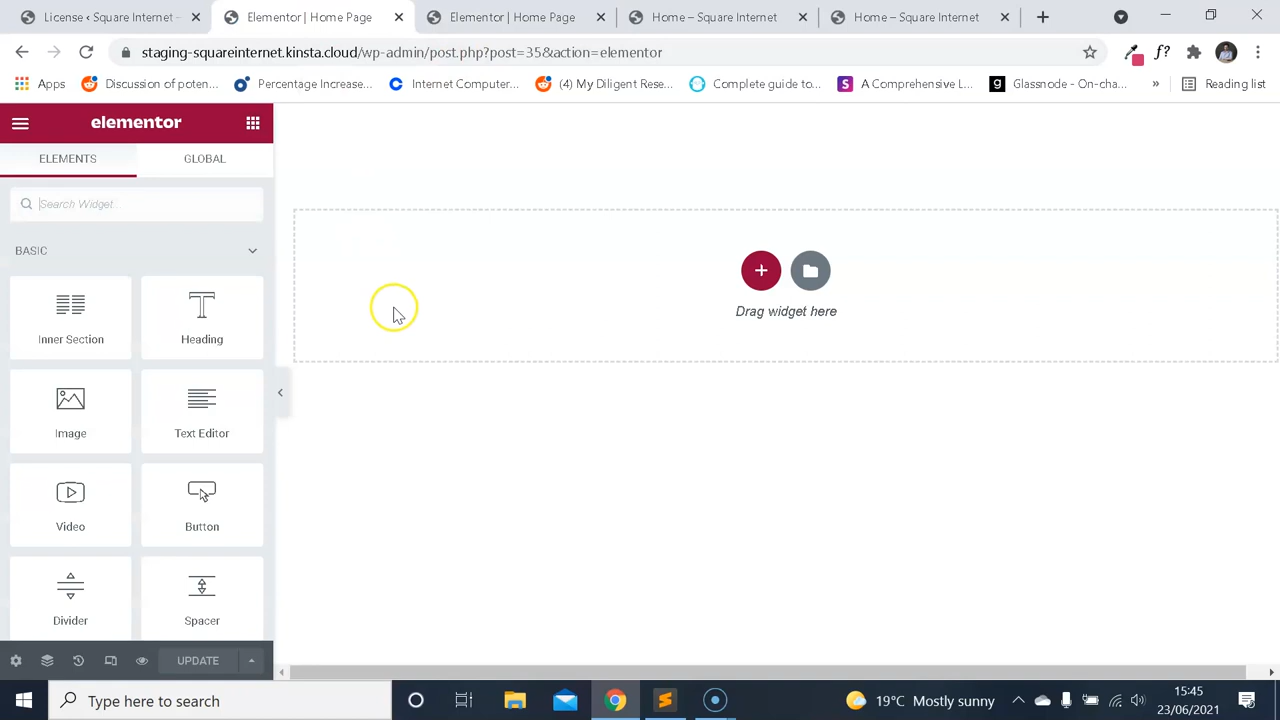 License ‹ Square Internet –
Elementor | Home Page
Elementor | Home Page
Home – Square Internet
Home – Square Internet
staging-squareinternet.kinsta.cloud/wp-admin/post.php?post=35&action=elementor
f?
Apps
Discussion of poten...
Percentage Increase...
Internet Computer...
(4) My Diligent Rese...
Complete guide to...
A Comprehensive L...
Glassnode - On-cha...
»
Reading list
elementor
ELEMENTS
GLOBAL
Search Widget...
BASIC
Inner Section
Heading
Image
Text Editor
Video
Button
Divider
Spacer
Drag widget here
UPDATE
Type here to search
19°C Mostly sunny
15:45
23/06/2021